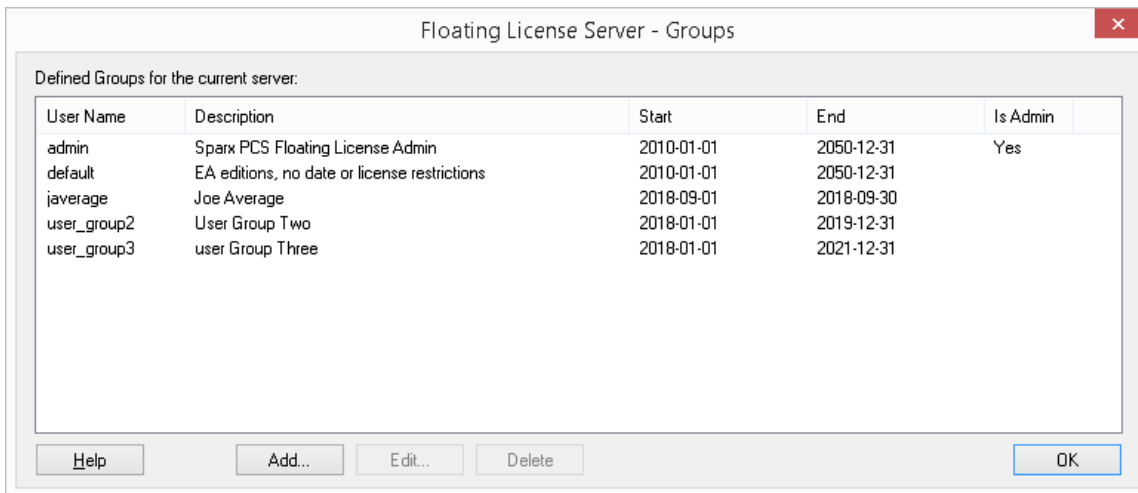 Floating License Server - Groups
Defined Groups for the current server:
User Name Description Start End Is Admin
admin Sparx PCS Floating License Admin 2010-01-01 2050-12-31 Yes
default EA editions, no date or license restrictions 2010-01-01 2050-12-31
javerage Joe Average 2018-09-01 2018-09-30
user_group2 User Group Two 2018-01-01 2019-12-31
user_group3 user Group Three 2018-01-01 2021-12-31
Help Add... Edit... Delete OK